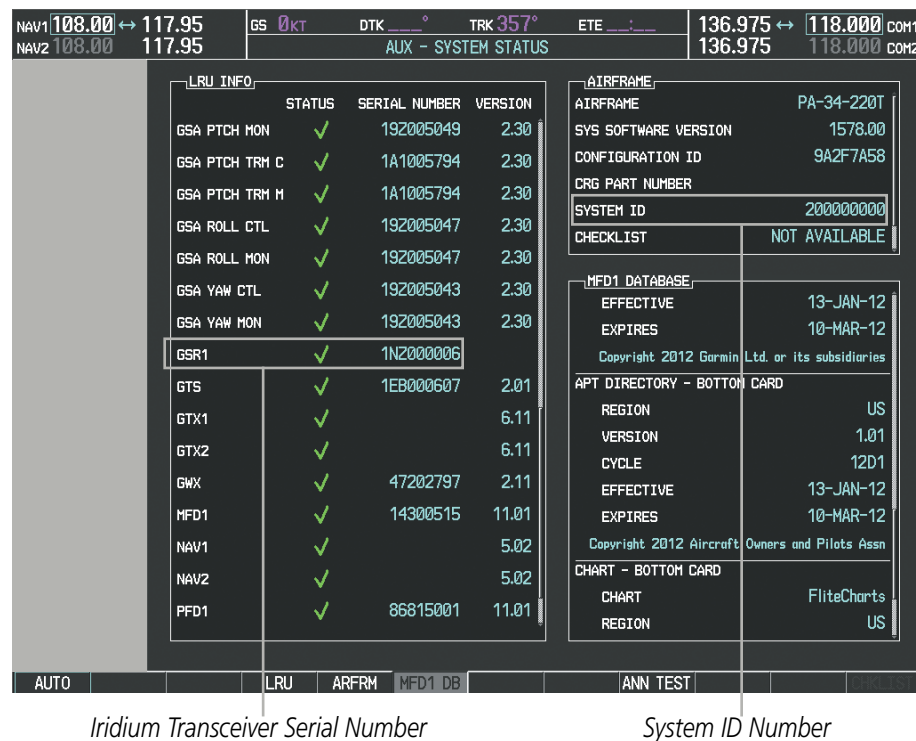 NAV1 108.00 ↔ 117.95 GS 0KT DTK ___° TRK 357° ETE __:__ 136.975 ↔ 118.000 COM1
NAV2 108.00 117.95 AUX – SYSTEM STATUS 136.975 118.000 COM2
LRU INFO
STATUS SERIAL NUMBER VERSION
GSA PTCH MON ✓ 19Z005049 2.30
GSA PTCH TRM C ✓ 1A1005794 2.30
GSA PTCH TRM M ✓ 1A1005794 2.30
GSA ROLL CTL ✓ 19Z005047 2.30
GSA ROLL MON ✓ 19Z005047 2.30
GSA YAW CTL ✓ 19Z005043 2.30
GSA YAW MON ✓ 19Z005043 2.30
GSR1 ✓ 1NZ000006
GTS ✓ 1EB000607 2.01
GTX1 ✓ 6.11
GTX2 ✓ 6.11
GWX ✓ 47202797 2.11
MFD1 ✓ 14300515 11.01
NAV1 ✓ 5.02
NAV2 ✓ 5.02
PFD1 ✓ 86815001 11.01
AIRFRAME
AIRFRAME PA-34-220T
SYS SOFTWARE VERSION 1578.00
CONFIGURATION ID 9A2F7A58
CRG PART NUMBER
SYSTEM ID 200000000
CHECKLIST NOT AVAILABLE
MFD1 DATABASE
EFFECTIVE 13-JAN-12
EXPIRES 10-MAR-12
Copyright 2012 Garmin Ltd. or its subsidiaries
APT DIRECTORY – BOTTOM CARD
REGION US
VERSION 1.01
CYCLE 12D1
EFFECTIVE 13-JAN-12
EXPIRES 10-MAR-12
Copyright 2012 Aircraft Owners and Pilots Assn
CHART – BOTTOM CARD
CHART FliteCharts
REGION US
AUTO LRU ARFRM MFD1 DB ANN TEST CHKLIST
Iridium Transceiver Serial Number System ID Number